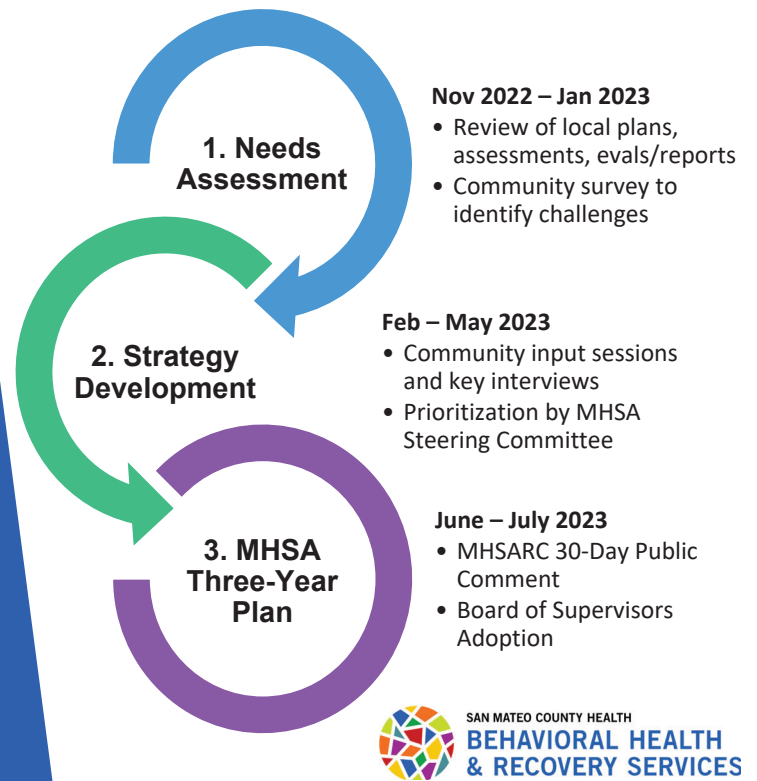 1. Needs
Assessment
Nov 2022 – Jan 2023
• Review of local plans,
assessments, evals/reports
• Community survey to
identify challenges
2. Strategy
Development
Feb – May 2023
• Community input sessions
and key interviews
• Prioritization by MHSA
Steering Committee
3. MHSA
Three-Year
Plan
June – July 2023
• MHSARC 30-Day Public
Comment
• Board of Supervisors
Adoption
SAN MATEO COUNTY HEALTH
BEHAVIORAL HEALTH
& RECOVERY SERVICES